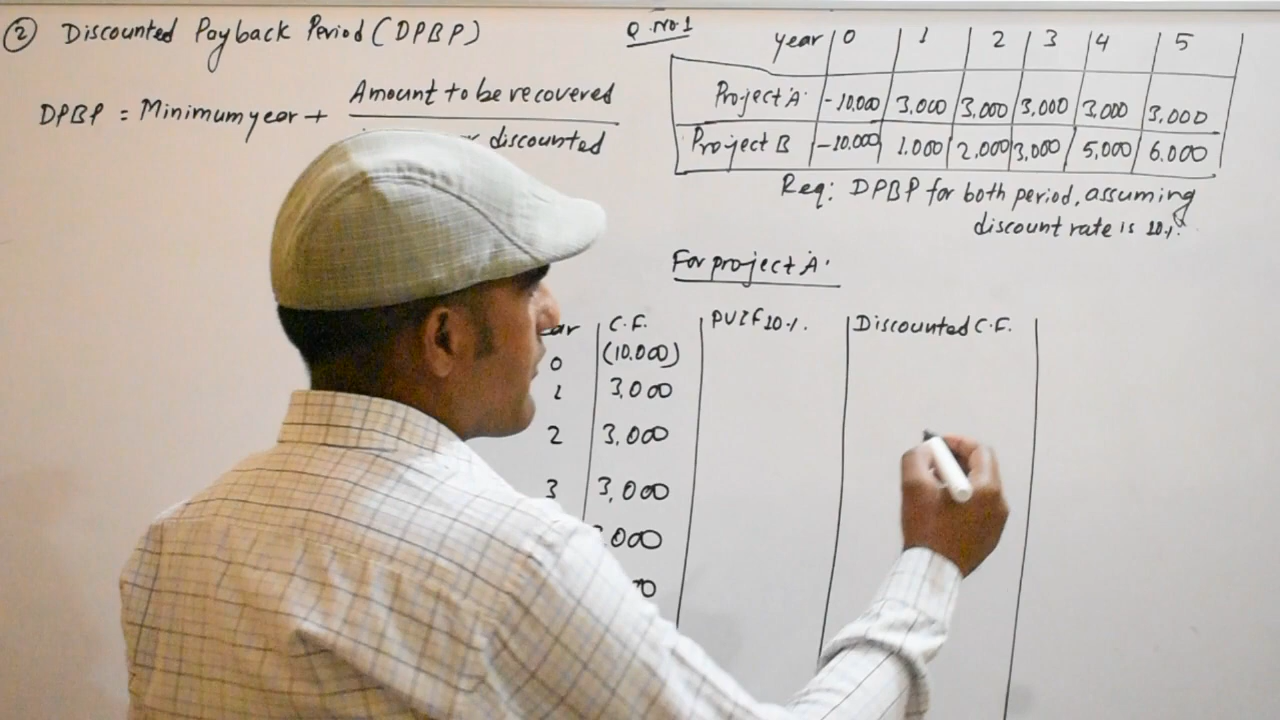 ② Discounted Payback Period (DPBP)
DPBP = Minimum year + Amount to be recovered
discounted
Q.No.1
year 0 1 2 3 4 5
Project A -10,000 3,000 3,000 3,000 3,000 3,000
Project B -10,000 1,000 2,000 3,000 5,000 6,000
Req: DPBP for both period, assuming
discount rate is 10%.
For project A.
C.F. PVIF 10%. Discounted C.F.
0 (10,000)
1 3,000
2 3,000
3 3,000